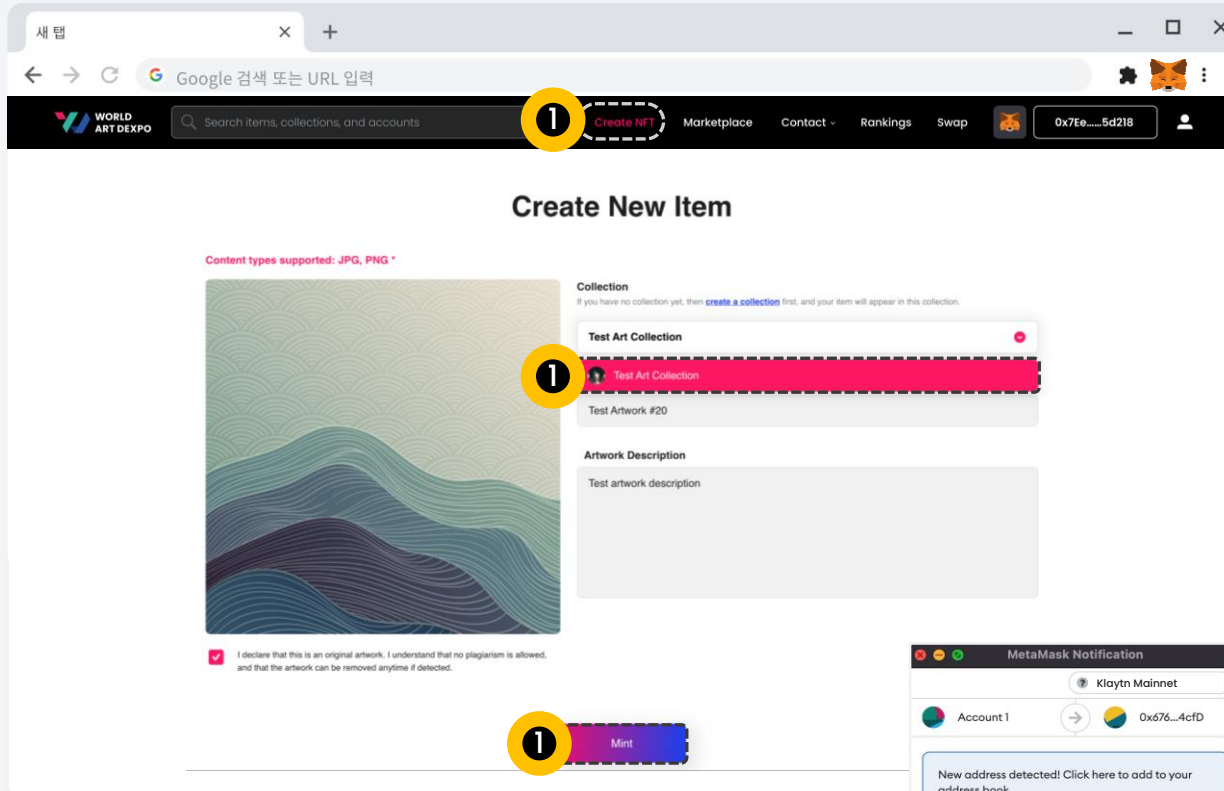 새 탭
Google 검색 또는 URL 입력
WORLD
ART DEXPO
Search items, collections, and accounts
1
Create NFT
Marketplace
Contact
Rankings
Swap
0x7Ee......5d218
Create New Item
Content types supported: JPG, PNG *
Collection
If you have no collection yet, then create a collection first, and your item will appear in this collection.
Test Art Collection
1
Test Art Collection
Test Artwork #20
Artwork Description
Test artwork description
I declare that this is an original artwork. I understand that no plagiarism is allowed,
and that the artwork can be removed anytime if detected.
1
Mint
MetaMask Notification
? Klaytn Mainnet
Account 1
0x676...4cfD
New address detected! Click here to add to your
address book